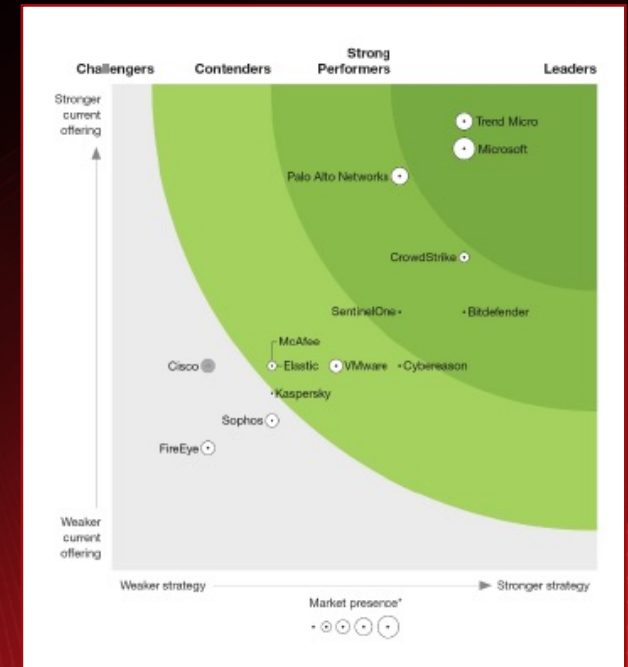 Challengers
Contenders
Strong
Performers
Leaders
Stronger
current
offering
Trend Micro
Microsoft
Palo Alto Networks
CrowdStrike
SentinelOne
Bitdefender
McAfee
Cisco
Elastic
VMware
Cybereason
Kaspersky
Sophos
FireEye
Weaker
current
offering
Weaker strategy
Stronger strategy
Market presence*